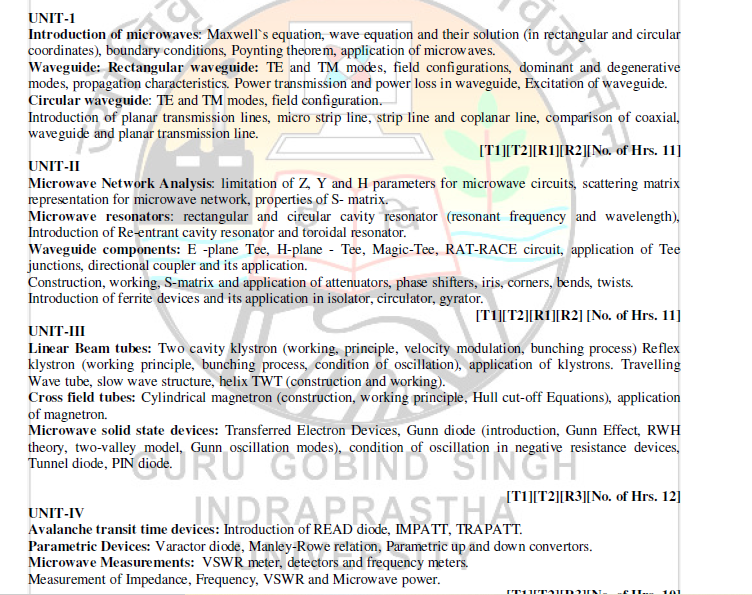 UNIT-1
Introduction of microwaves: Maxwell`s equation, wave equation and their solution (in rectangular and circular
coordinates), boundary conditions, Poynting theorem, application of microwaves.
Waveguide: Rectangular waveguide: TE and TM modes, field configurations, dominant and degenerative
modes, propagation characteristics. Power transmission and power loss in waveguide, Excitation of waveguide.
Circular waveguide: TE and TM modes, field configuration.
Introduction of planar transmission lines, micro strip line, strip line and coplanar line, comparison of coaxial,
waveguide and planar transmission line.
[T1][T2][R1][R2][No. of Hrs. 11]
UNIT-II
Microwave Network Analysis: limitation of Z, Y and H parameters for microwave circuits, scattering matrix
representation for microwave network, properties of S- matrix.
Microwave resonators: rectangular and circular cavity resonator (resonant frequency and wavelength),
Introduction of Re-entrant cavity resonator and toroidal resonator.
Waveguide components: E -plane Tee, H-plane - Tee, Magic-Tee, RAT-RACE circuit, application of Tee
junctions, directional coupler and its application.
Construction, working, S-matrix and application of attenuators, phase shifters, iris, corners, bends, twists.
Introduction of ferrite devices and its application in isolator, circulator, gyrator.
[T1][T2][R1][R2] [No. of Hrs. 11]
UNIT-III
Linear Beam tubes: Two cavity klystron (working, principle, velocity modulation, bunching process) Reflex
klystron (working principle, bunching process, condition of oscillation), application of klystrons. Travelling
Wave tube, slow wave structure, helix TWT (construction and working).
Cross field tubes: Cylindrical magnetron (construction, working principle, Hull cut-off Equations), application
of magnetron.
Microwave solid state devices: Transferred Electron Devices, Gunn diode (introduction, Gunn Effect, RWH
theory, two-valley model, Gunn oscillation modes), condition of oscillation in negative resistance devices,
Tunnel diode, PIN diode.
GURU GOBIND SINGH
[T1][T2][R3][No. of Hrs. 12]
INDRAPRASTHA
UNIT-IV
Avalanche transit time devices: Introduction of READ diode, IMPATT, TRAPATT.
Parametric Devices: Varactor diode, Manley-Rowe relation, Parametric up and down convertors.
UNIVERSITY
Microwave Measurements: VSWR meter, detectors and frequency meters.
Measurement of Impedance, Frequency, VSWR and Microwave power.